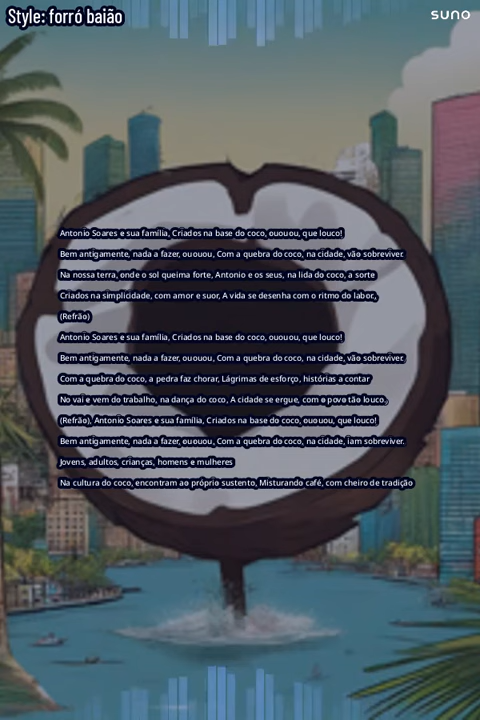 Style: forró baião
suno
Antonio Soares e sua família, Criados na base do coco, ououou, que louco!
Bem antigamente, nada a fazer, ououou, Com a quebra do coco, na cidade, vão sobreviver.
Na nossa terra, onde o sol queima forte, Antonio e os seus, na lida do coco, a sorte
Criados na simplicidade, com amor e suor, A vida se desenha com o ritmo do labor.,
(Refrão)
Antonio Soares e sua família, Criados na base do coco, ououou, que louco!
Bem antigamente, nada a fazer, ououou, Com a quebra do coco, na cidade, vão sobreviver.
Com a quebra do coco, a pedra faz chorar, Lágrimas de esforço, histórias a contar
No vai e vem do trabalho, na dança do coco, A cidade se ergue, com o povo tão louco.,
(Refrão), Antonio Soares e sua família, Criados na base do coco, ououou, que louco!
Bem antigamente, nada a fazer, ououou, Com a quebra do coco, na cidade, iam sobreviver.
Jovens, adultos, crianças, homens e mulheres
Na cultura do coco, encontram ao próprio sustento, Misturando café, com cheiro de tradição